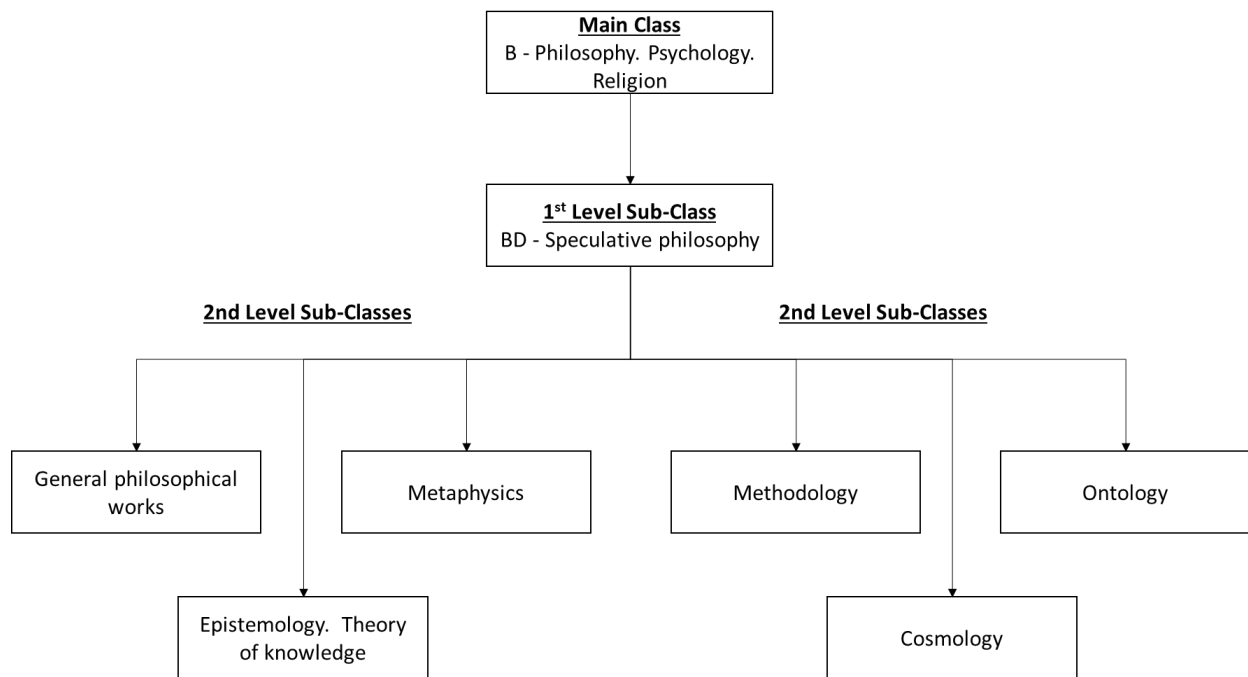 Main Class
B - Philosophy. Psychology.
Religion
1st Level Sub-Class
BD - Speculative philosophy
2nd Level Sub-Classes
2nd Level Sub-Classes
General philosophical
works
Metaphysics
Methodology
Ontology
Epistemology. Theory
of knowledge
Cosmology